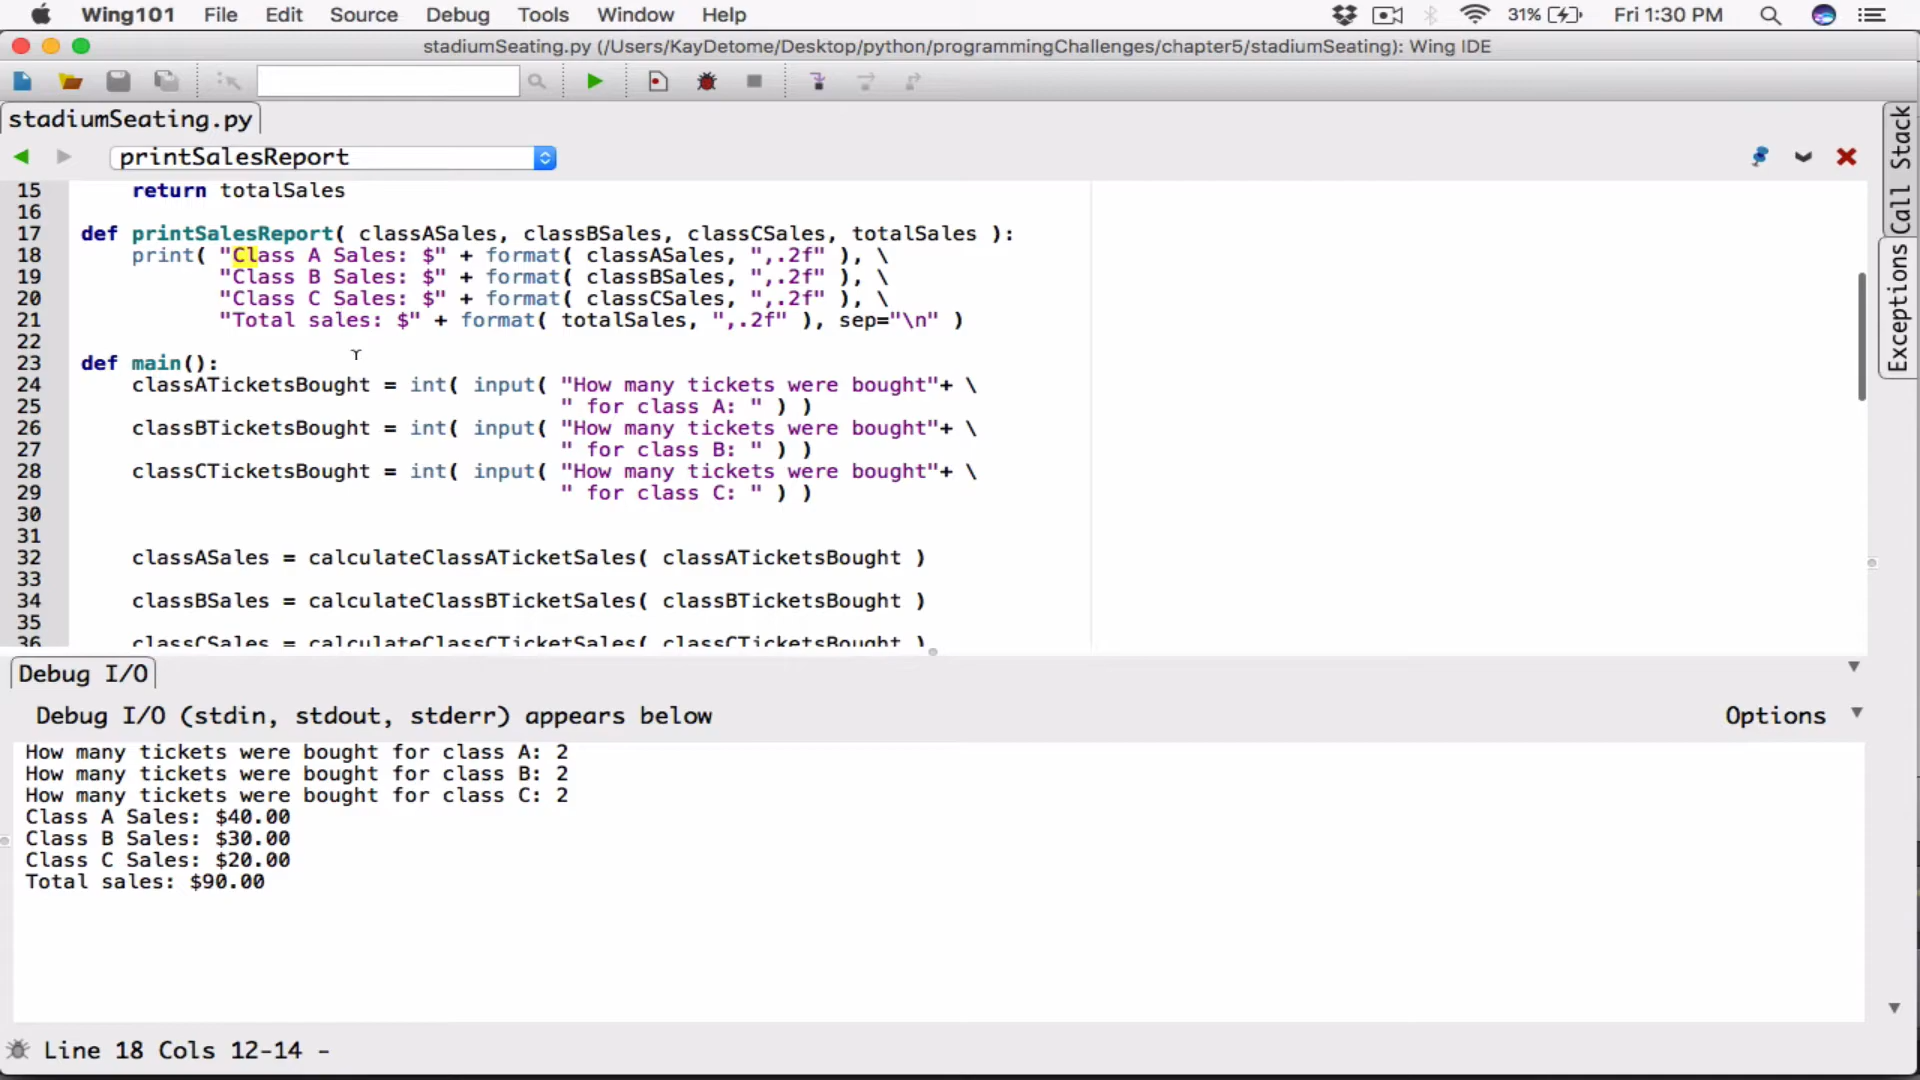 Wing101 File Edit Source Debug Tools Window Help 31% Fri 1:30 PM
stadiumSeating.py (/Users/KayDetome/Desktop/python/programmingChallenges/chapter5/stadiumSeating): Wing IDE
stadiumSeating.py
printSalesReport
15 return totalSales
16
17 def printSalesReport( classASales, classBSales, classCSales, totalSales ):
18 print( "Class A Sales: $" + format( classASales, ",.2f" ), \
19 "Class B Sales: $" + format( classBSales, ",.2f" ), \
20 "Class C Sales: $" + format( classCSales, ",.2f" ), \
21 "Total sales: $" + format( totalSales, ",.2f" ), sep="\n" )
22
23 def main():
24 classATicketsBought = int( input( "How many tickets were bought"+ \
25 " for class A: " ) )
26 classBTicketsBought = int( input( "How many tickets were bought"+ \
27 " for class B: " ) )
28 classCTicketsBought = int( input( "How many tickets were bought"+ \
29 " for class C: " ) )
30
31
32 classASales = calculateClassATicketSales( classATicketsBought )
33
34 classBSales = calculateClassBTicketSales( classBTicketsBought )
35
36 classCSales = calculateClassCTicketSales( classCTicketsBought )
Call Stack
Exceptions
Debug I/O
Debug I/O (stdin, stdout, stderr) appears below Options
How many tickets were bought for class A: 2
How many tickets were bought for class B: 2
How many tickets were bought for class C: 2
Class A Sales: $40.00
Class B Sales: $30.00
Class C Sales: $20.00
Total sales: $90.00
Line 18 Cols 12-14 -